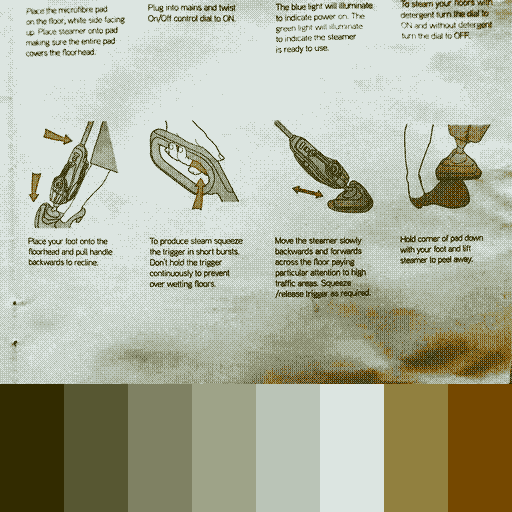 Place the microfibre pad
on the floor, white side facing
up. Place steamer onto pad
making sure the entire pad
covers the floorhead.
Plug into mains and twist
On/Off control dial to ON.
The blue light will illuminate
to indicate power on. The
green light will illuminate
to indicate the steamer
is ready to use.
To steam your floors with
detergent turn the dial to
ON and without detergent
turn the dial to OFF.
Place your foot onto the
floorhead and pull handle
backwards to recline.
To produce steam squeeze
the trigger in short bursts.
Don't hold the trigger
continuously to prevent
over wetting floors.
Move the steamer slowly
backwards and forwards
across the floor paying
particular attention to high
traffic areas. Squeeze
/release trigger as required.
Hold corner of pad down
with your foot and lift
steamer to peel away.